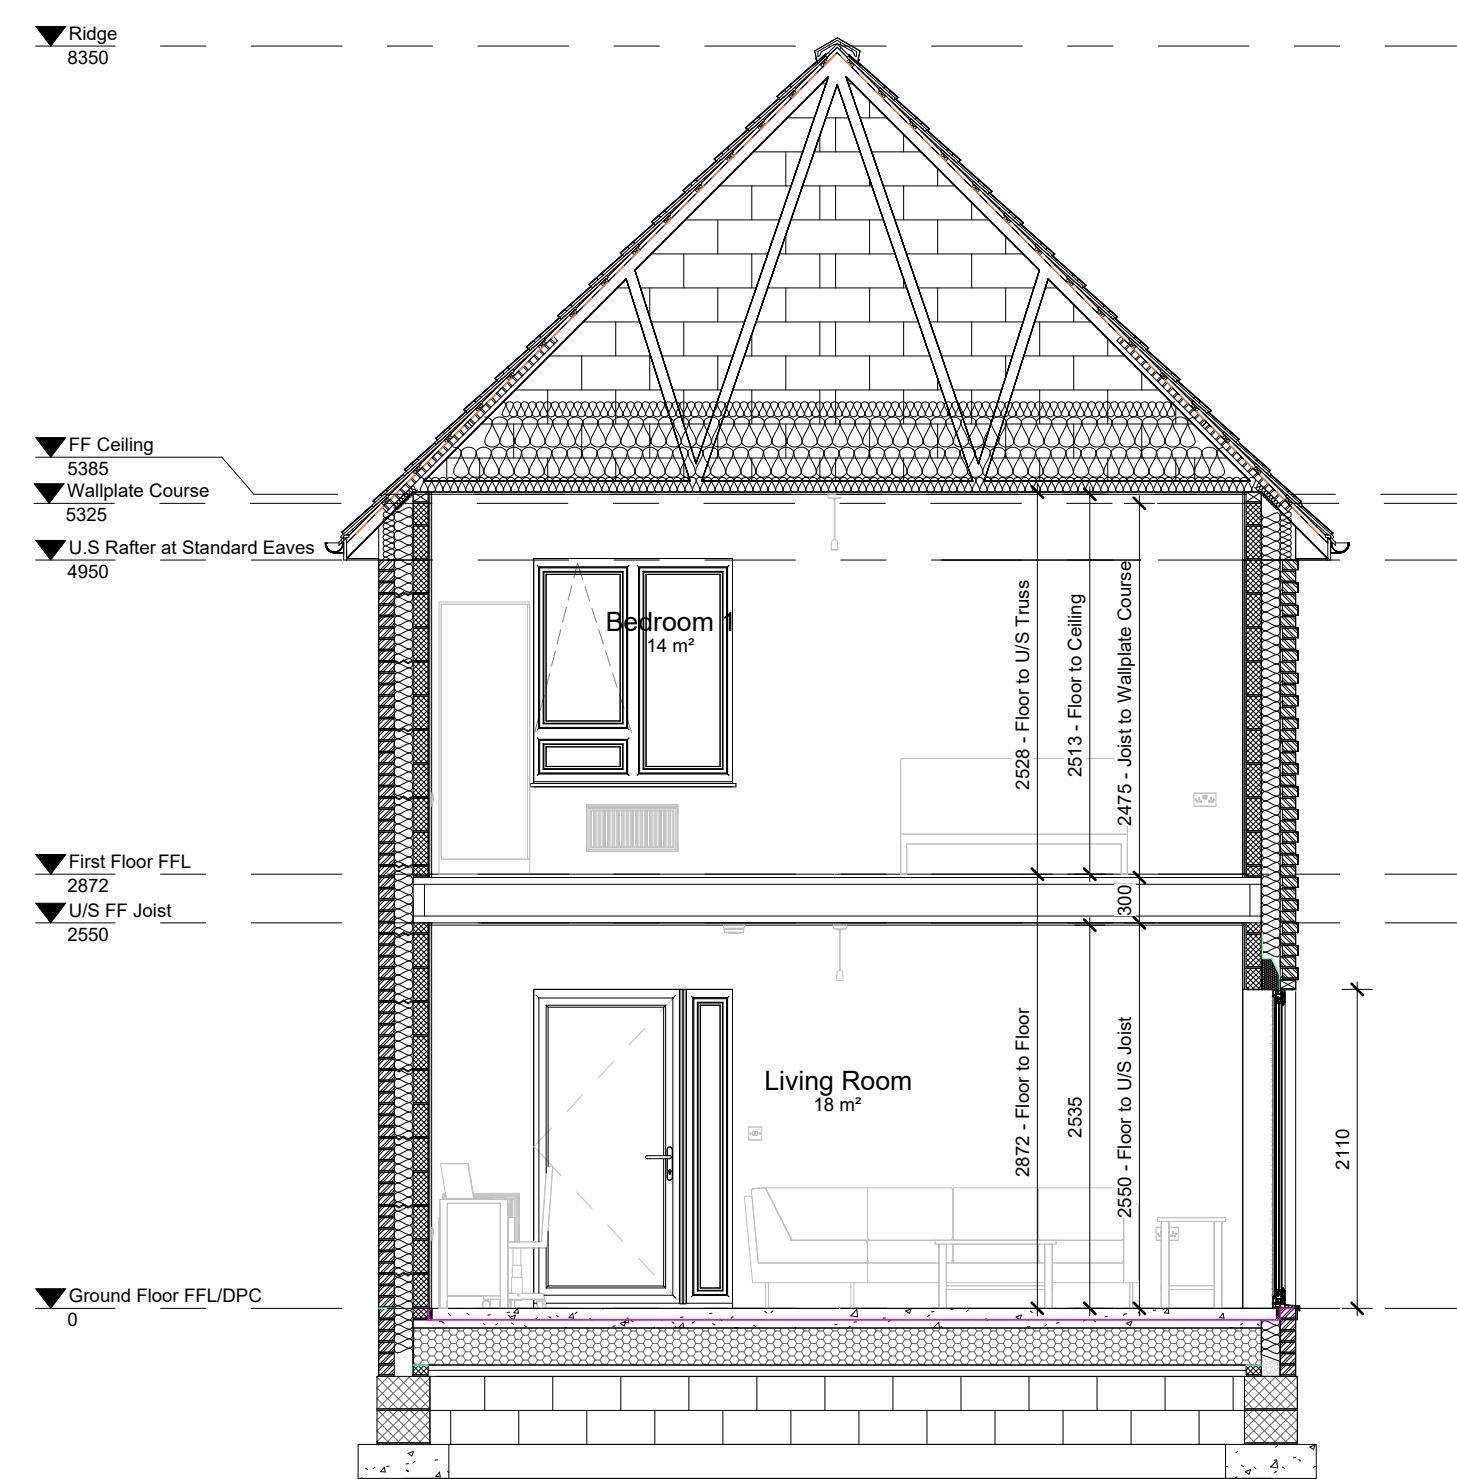 Ridge
8350
FF Ceiling
5385
Wallplate Course
5325
U.S Rafter at Standard Eaves
4950
Bedroom 1
14 m²
2528 - Floor to U/S Truss
2513 - Floor to Ceiling
2475 - Joist to Wallplate Course
First Floor FFL
2872
U/S FF Joist
2550
300
Living Room
18 m²
2872 - Floor to Floor
2535
2550 - Floor to U/S Joist
2110
Ground Floor FFL/DPC
0